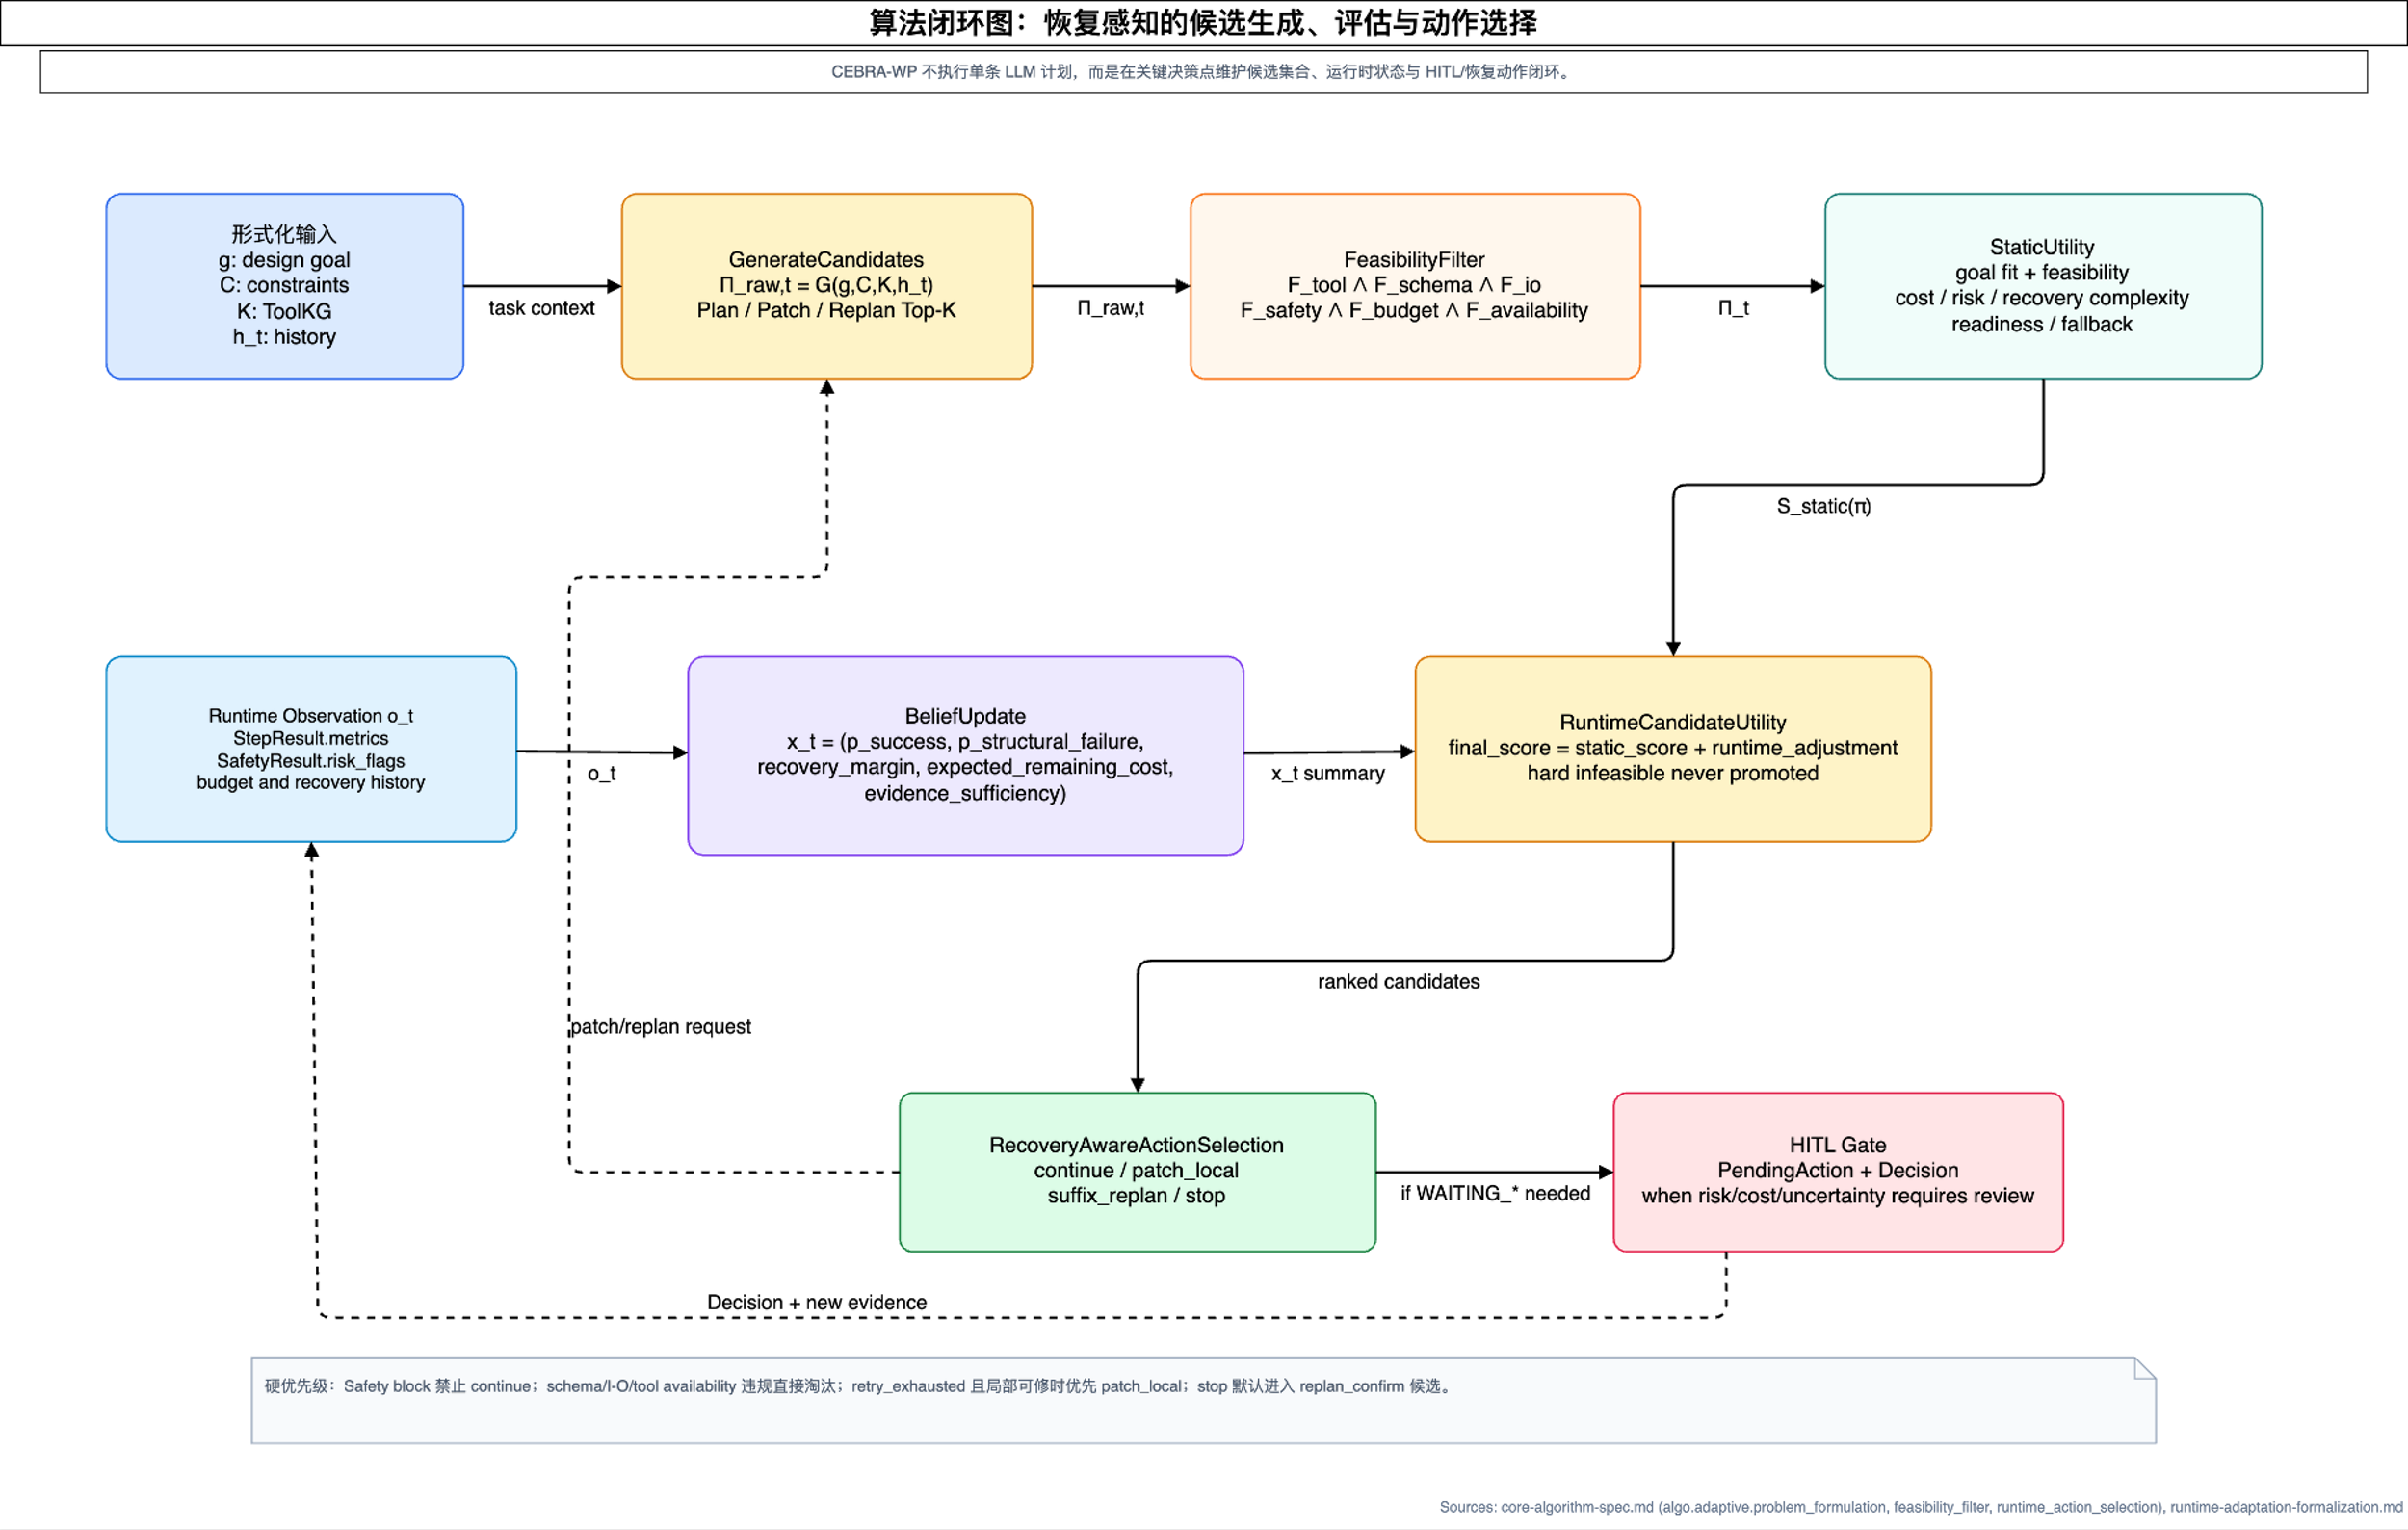 算法闭环图：恢复感知的候选生成、评估与动作选择
CEBRA-WP 不执行单条 LLM 计划，而是在关键决策点维护候选集合、运行时状态与 HITL/恢复动作闭环。
形式化输入
g: design goal
C: constraints
K: ToolKG
h_t: history
task context
GenerateCandidates
Π_raw,t = G(g,C,K,h_t)
Plan / Patch / Replan Top-K
Π_raw,t
FeasibilityFilter
F_tool ∧ F_schema ∧ F_io
F_safety ∧ F_budget ∧ F_availability
Π_t
StaticUtility
goal fit + feasibility
cost / risk / recovery complexity
readiness / fallback
S_static(π)
Runtime Observation o_t
StepResult.metrics
SafetyResult.risk_flags
budget and recovery history
o_t
BeliefUpdate
x_t = (p_success, p_structural_failure,
recovery_margin, expected_remaining_cost,
evidence_sufficiency)
x_t summary
RuntimeCandidateUtility
final_score = static_score + runtime_adjustment
hard infeasible never promoted
ranked candidates
patch/replan request
RecoveryAwareActionSelection
continue / patch_local
suffix_replan / stop
if WAITING_* needed
HITL Gate
PendingAction + Decision
when risk/cost/uncertainty requires review
Decision + new evidence
硬优先级：Safety block 禁止 continue；schema/I-O/tool availability 违规直接淘汰；retry_exhausted 且局部可修时优先 patch_local；stop 默认进入 replan_confirm 候选。
Sources: core-algorithm-spec.md (algo.adaptive.problem_formulation, feasibility_filter, runtime_action_selection), runtime-adaptation-formalization.md